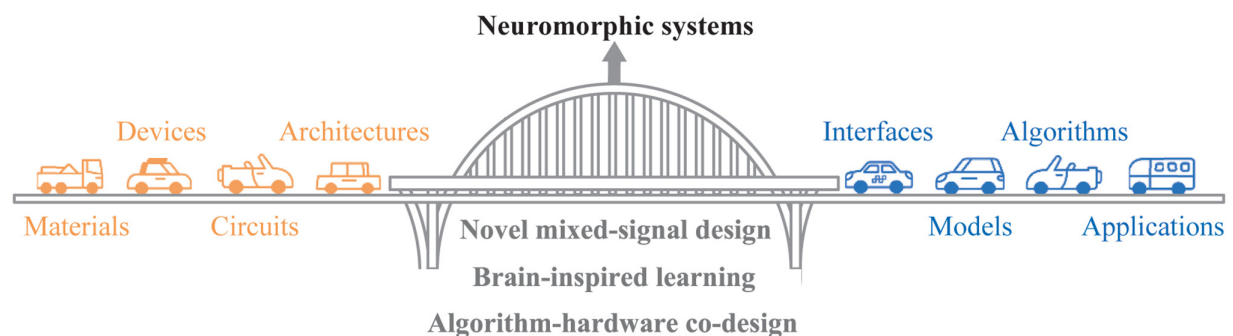 Neuromorphic systems
Devices
Architectures
Interfaces
Algorithms
Materials
Circuits
Novel mixed-signal design
Models
Applications
Brain-inspired learning
Algorithm-hardware co-design